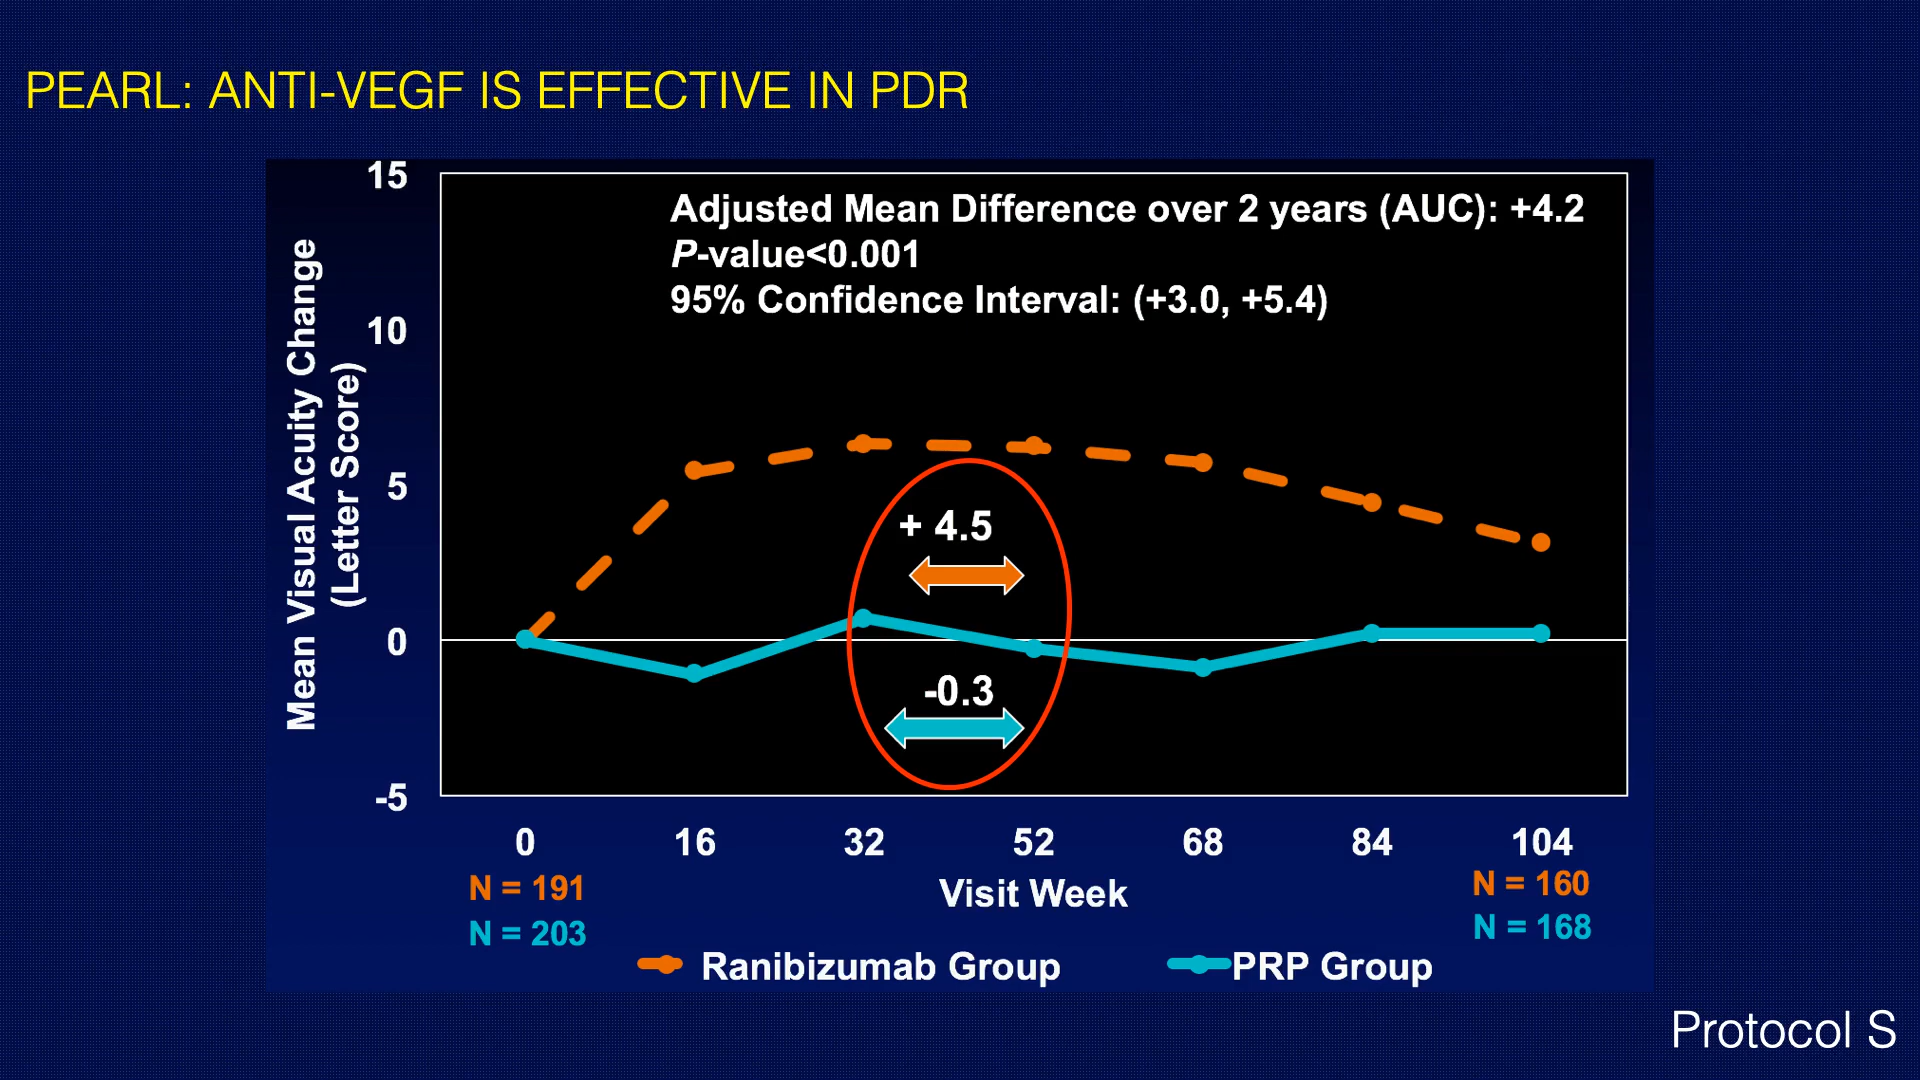 PEARL: ANTI-VEGF IS EFFECTIVE IN PDR
Adjusted Mean Difference over 2 years (AUC): +4.2
P-value<0.001
95% Confidence Interval: (+3.0, +5.4)
Mean Visual Acuity Change
(Letter Score)
15
10
5
0
-5
+ 4.5
-0.3
0 16 32 52 68 84 104
N = 191
N = 203
Visit Week
N = 160
N = 168
Ranibizumab Group
PRP Group
Protocol S